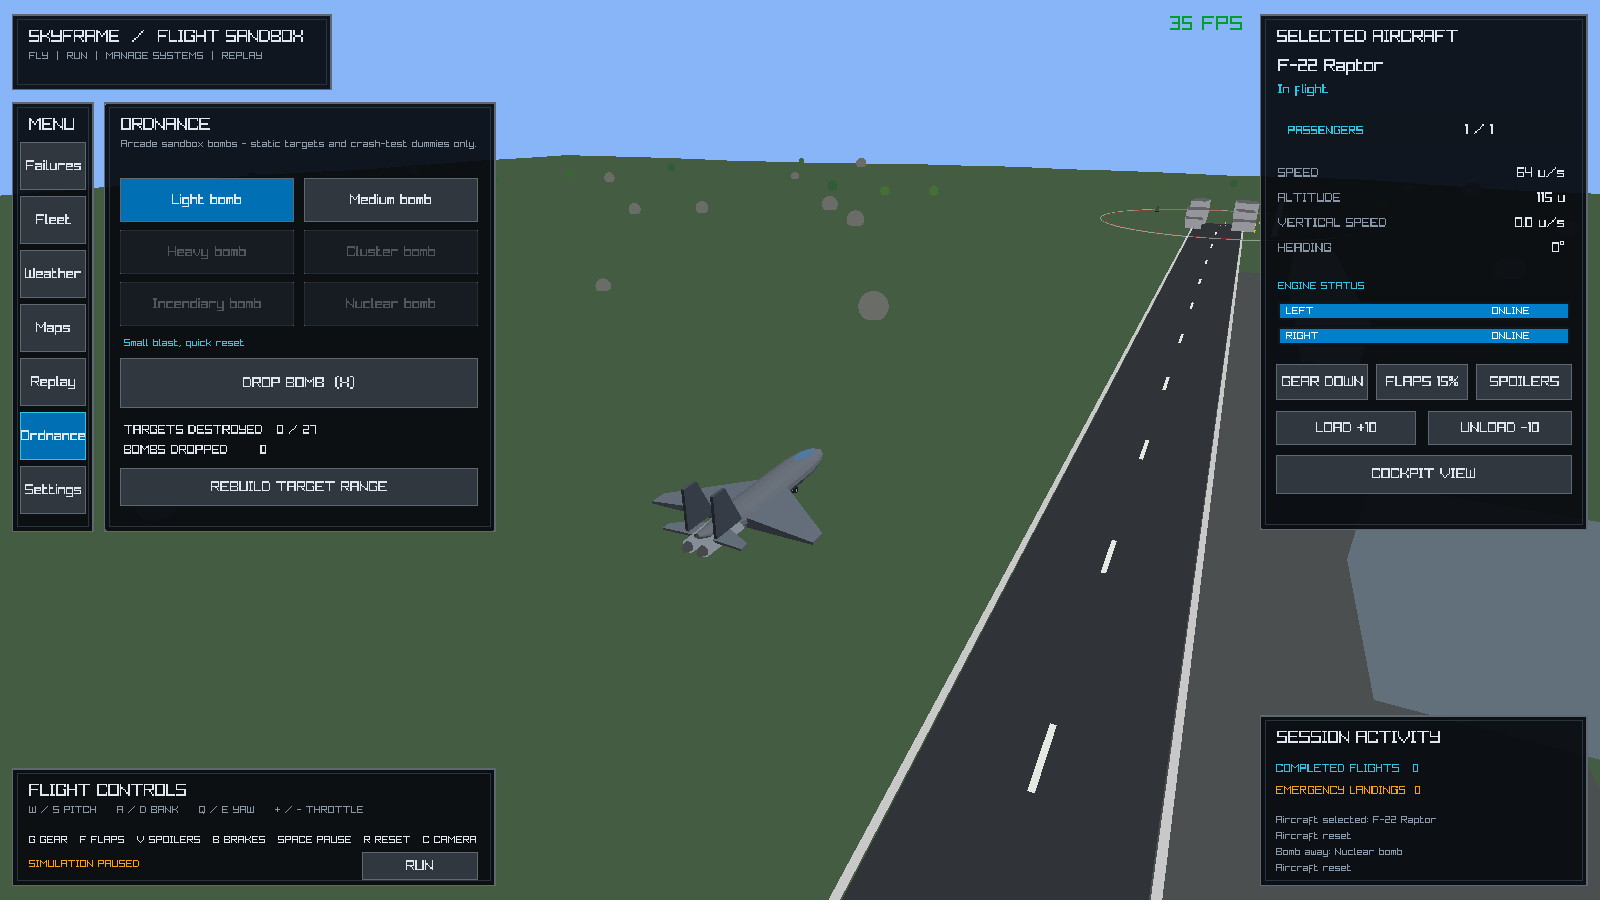 SKYFRAME / FLIGHT SANDBOX
FLY | RUN | MANAGE SYSTEMS | REPLAY
35 FPS
MENU
Failures
Fleet
Weather
Maps
Replay
Ordnance
Settings
ORDNANCE
Arcade sandbox bombs - static targets and crash-test dummies only.
Light bomb
Medium bomb
Heavy bomb
Cluster bomb
Incendiary bomb
Nuclear bomb
Small blast, quick reset
DROP BOMB (X)
TARGETS DESTROYED 0 / 27
BOMBS DROPPED 0
REBUILD TARGET RANGE
FLIGHT CONTROLS
W / S PITCH A / D BANK Q / E YAW + / - THROTTLE
G GEAR F FLAPS V SPOILERS B BRAKES SPACE PAUSE R RESET C CAMERA
SIMULATION PAUSED
RUN
SELECTED AIRCRAFT
F-22 Raptor
In flight
PASSENGERS 1 / 1
SPEED 64 u/s
ALTITUDE 115 u
VERTICAL SPEED 0.0 u/s
HEADING 0°
ENGINE STATUS
LEFT ONLINE
RIGHT ONLINE
GEAR DOWN
FLAPS 15%
SPOILERS
LOAD +10
UNLOAD -10
COCKPIT VIEW
SESSION ACTIVITY
COMPLETED FLIGHTS 0
EMERGENCY LANDINGS 0
Aircraft selected: F-22 Raptor
Aircraft reset
Bomb away: Nuclear bomb
Aircraft reset